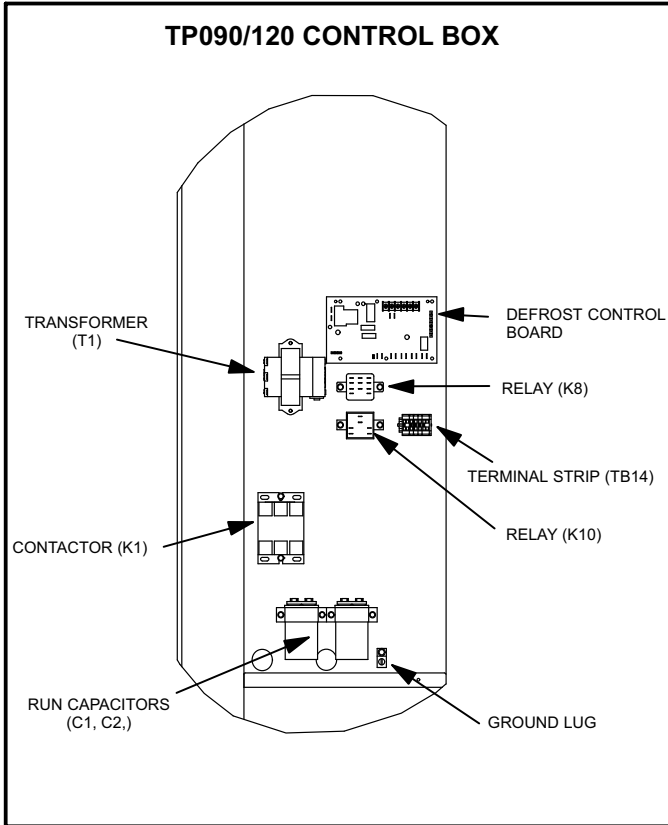 TP090/120 CONTROL BOX
TRANSFORMER
(T1)
DEFROST CONTROL
BOARD
RELAY (K8)
TERMINAL STRIP (TB14)
RELAY (K10)
CONTACTOR (K1)
RUN CAPACITORS
(C1, C2,)
GROUND LUG